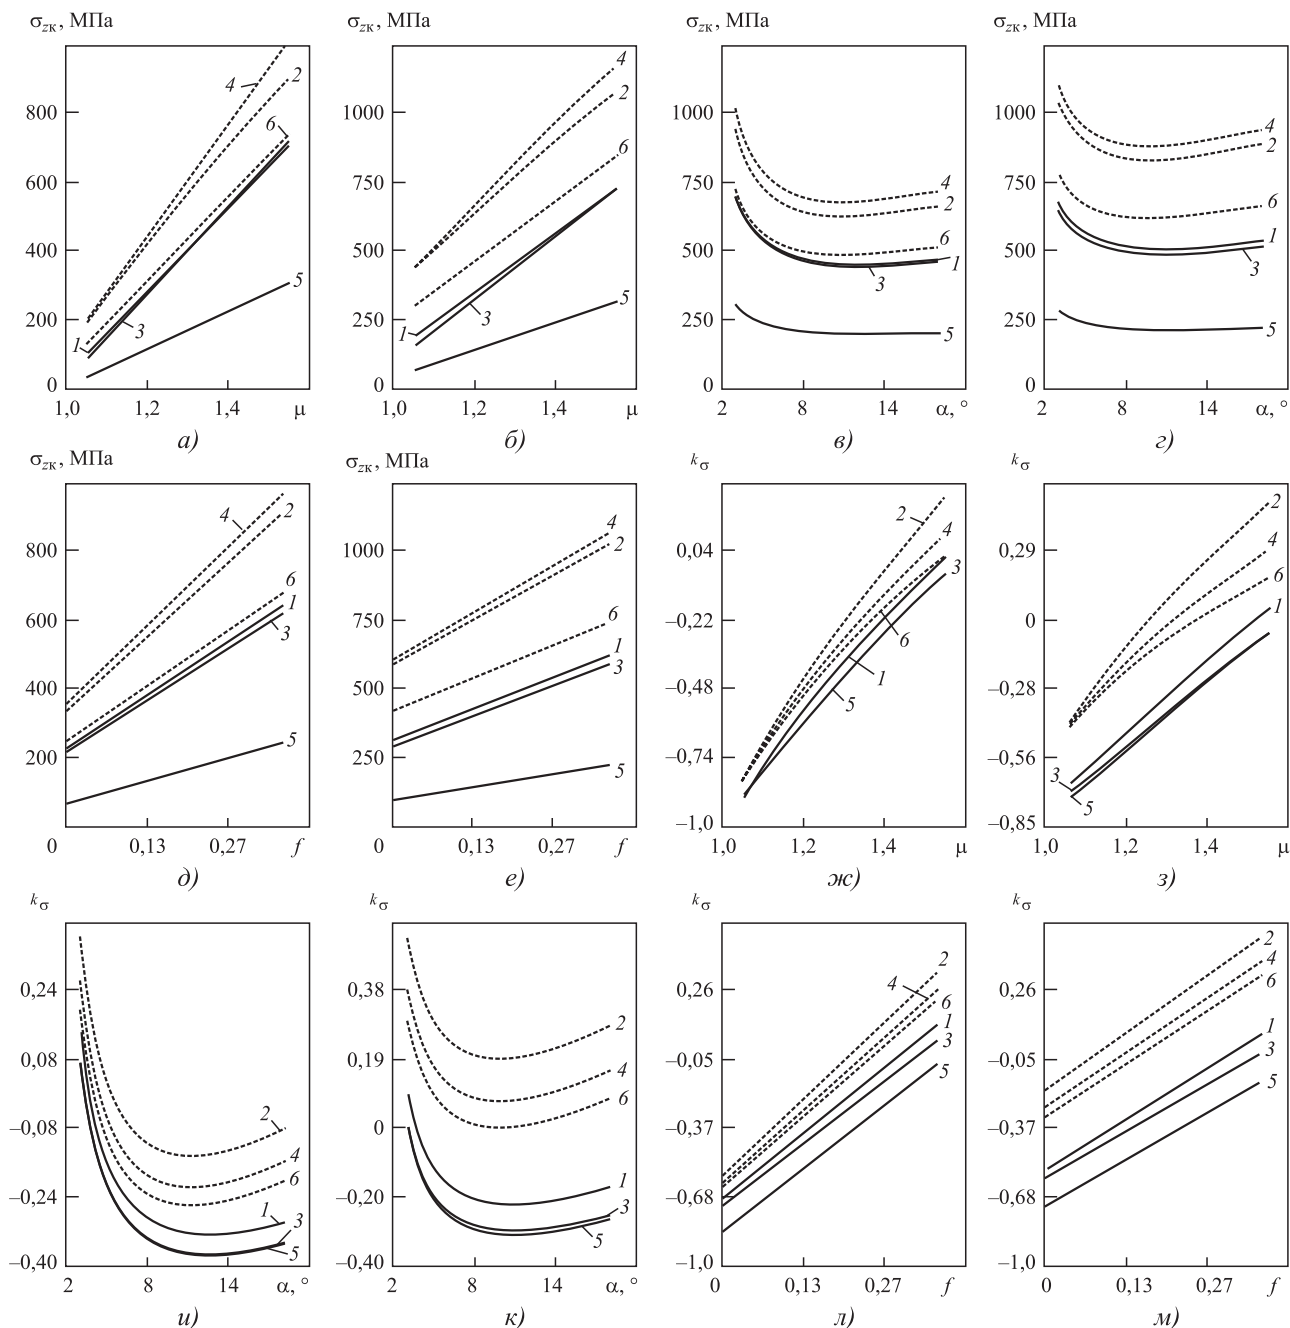 σzк, МПа σzк, МПа σzк, МПа σzк, МПа
4 2 6 1 3 5
800
600
400
200
0
1,0 1,2 1,4 μ
а)
4 2 6 1 3 5
1000
750
500
250
0
1,0 1,2 1,4 μ
б)
4 2 6 1 3 5
1000
750
500
250
0
2 8 14 α, °
в)
4 2 6 1 3 5
1000
750
500
250
0
2 8 14 α, °
г)
σzк, МПа σzк, МПа kσ kσ
4 2 6 1 3 5
800
600
400
200
0 0,13 0,27 f
д)
4 2 6 1 3 5
1000
750
500
250
0 0,13 0,27 f
е)
2 4 3 6 1 5
0,04
–0,22
–0,48
–0,74
–1,0
1,0 1,2 1,4 μ
ж)
2 4 6 1 3 5
0,29
0
–0,28
–0,56
–0,85
1,0 1,2 1,4 μ
з)
kσ kσ kσ kσ
2 4 6 1 3 5
0,24
0,08
–0,08
–0,24
–0,40
2 8 14 α, °
и)
2 4 6 1 3 5
0,38
0,19
0
–0,20
–0,40
2 8 14 α, °
к)
2 4 6 1 3 5
0,26
–0,05
–0,37
–0,68
–1,0
0 0,13 0,27 f
л)
2 4 6 1 3 5
0,26
–0,05
–0,37
–0,68
–1,0
0 0,13 0,27 f
м)